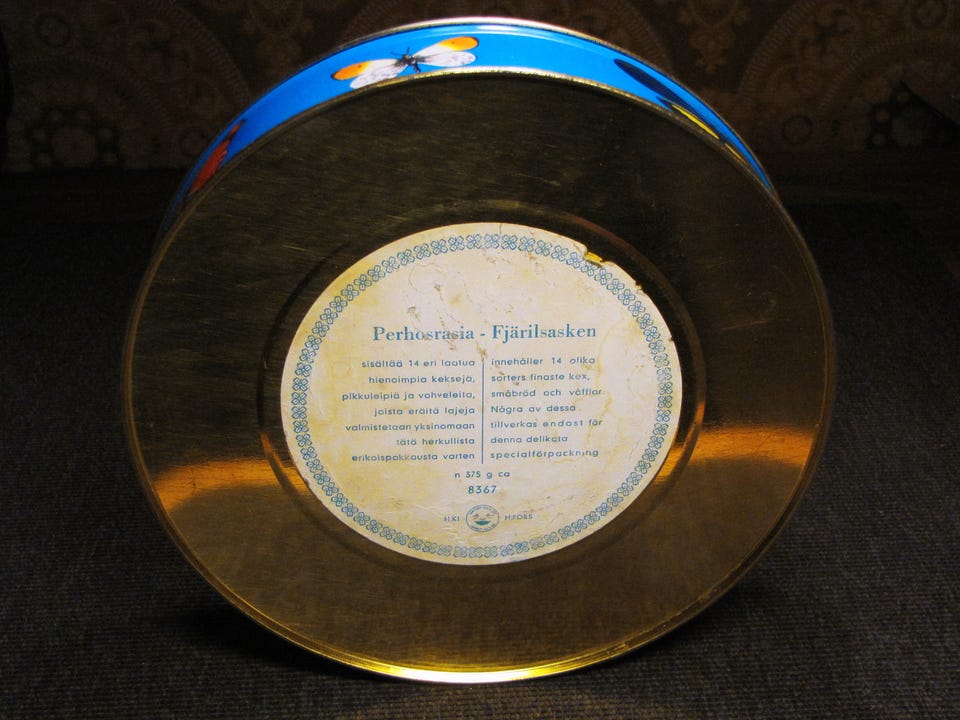 Perhosrasia - Fjärilsasken
sisältää 14 eri laatua
hienoimpia keksejä,
pikkuleipiä ja vohveleita,
joista eräitä lajeja
valmistetaan yksinomaan
tätä herkullista
erikoispakkausta varten
innehåller 14 olika
sorters finaste kex,
småbröd och våfflor.
Några av dessa
tillverkas endast för
denna delikata
specialförpackning
n 375 g ca
8367
H:KI H:FORS